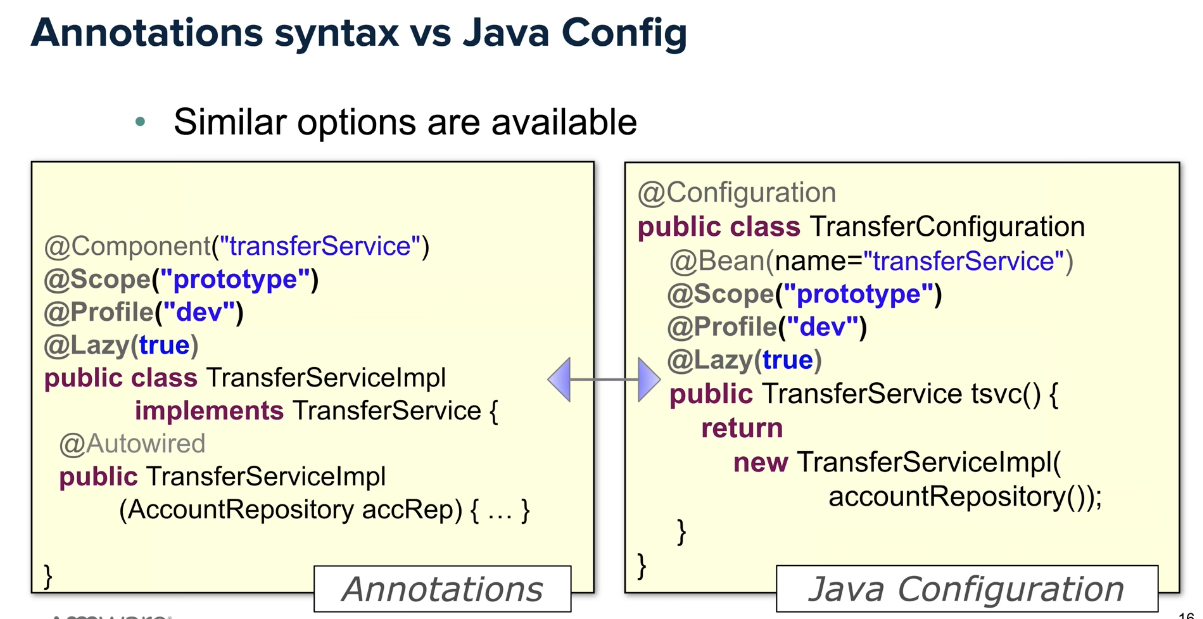 Annotations syntax vs Java Config
• Similar options are available
@Component("transferService")
@Scope("prototype")
@Profile("dev")
@Lazy(true)
public class TransferServiceImpl
implements TransferService {
@Autowired
public TransferServiceImpl
(AccountRepository accRep) { … }
}
Annotations
@Configuration
public class TransferConfiguration
@Bean(name="transferService")
@Scope("prototype")
@Profile("dev")
@Lazy(true)
public TransferService tsvc() {
return
new TransferServiceImpl(
accountRepository());
}
}
Java Configuration
16